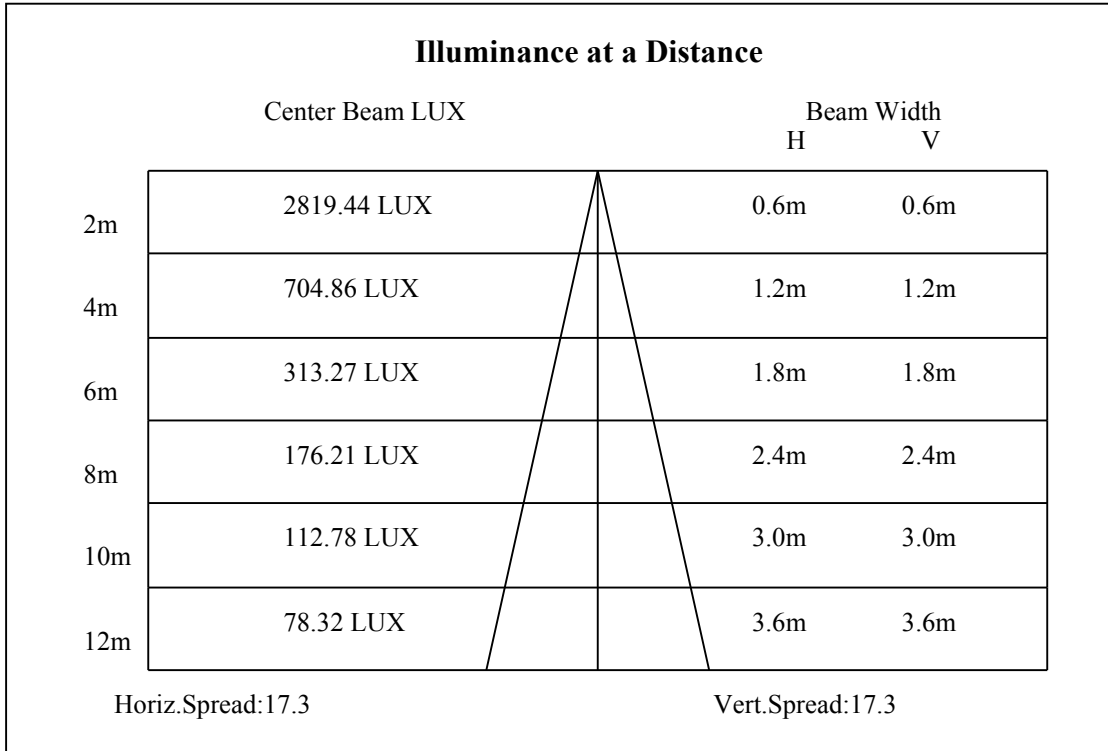 Illuminance at a Distance
Center Beam LUX Beam Width
H V
2m 2819.44 LUX 0.6m 0.6m
4m 704.86 LUX 1.2m 1.2m
6m 313.27 LUX 1.8m 1.8m
8m 176.21 LUX 2.4m 2.4m
10m 112.78 LUX 3.0m 3.0m
12m 78.32 LUX 3.6m 3.6m
Horiz.Spread:17.3 Vert.Spread:17.3